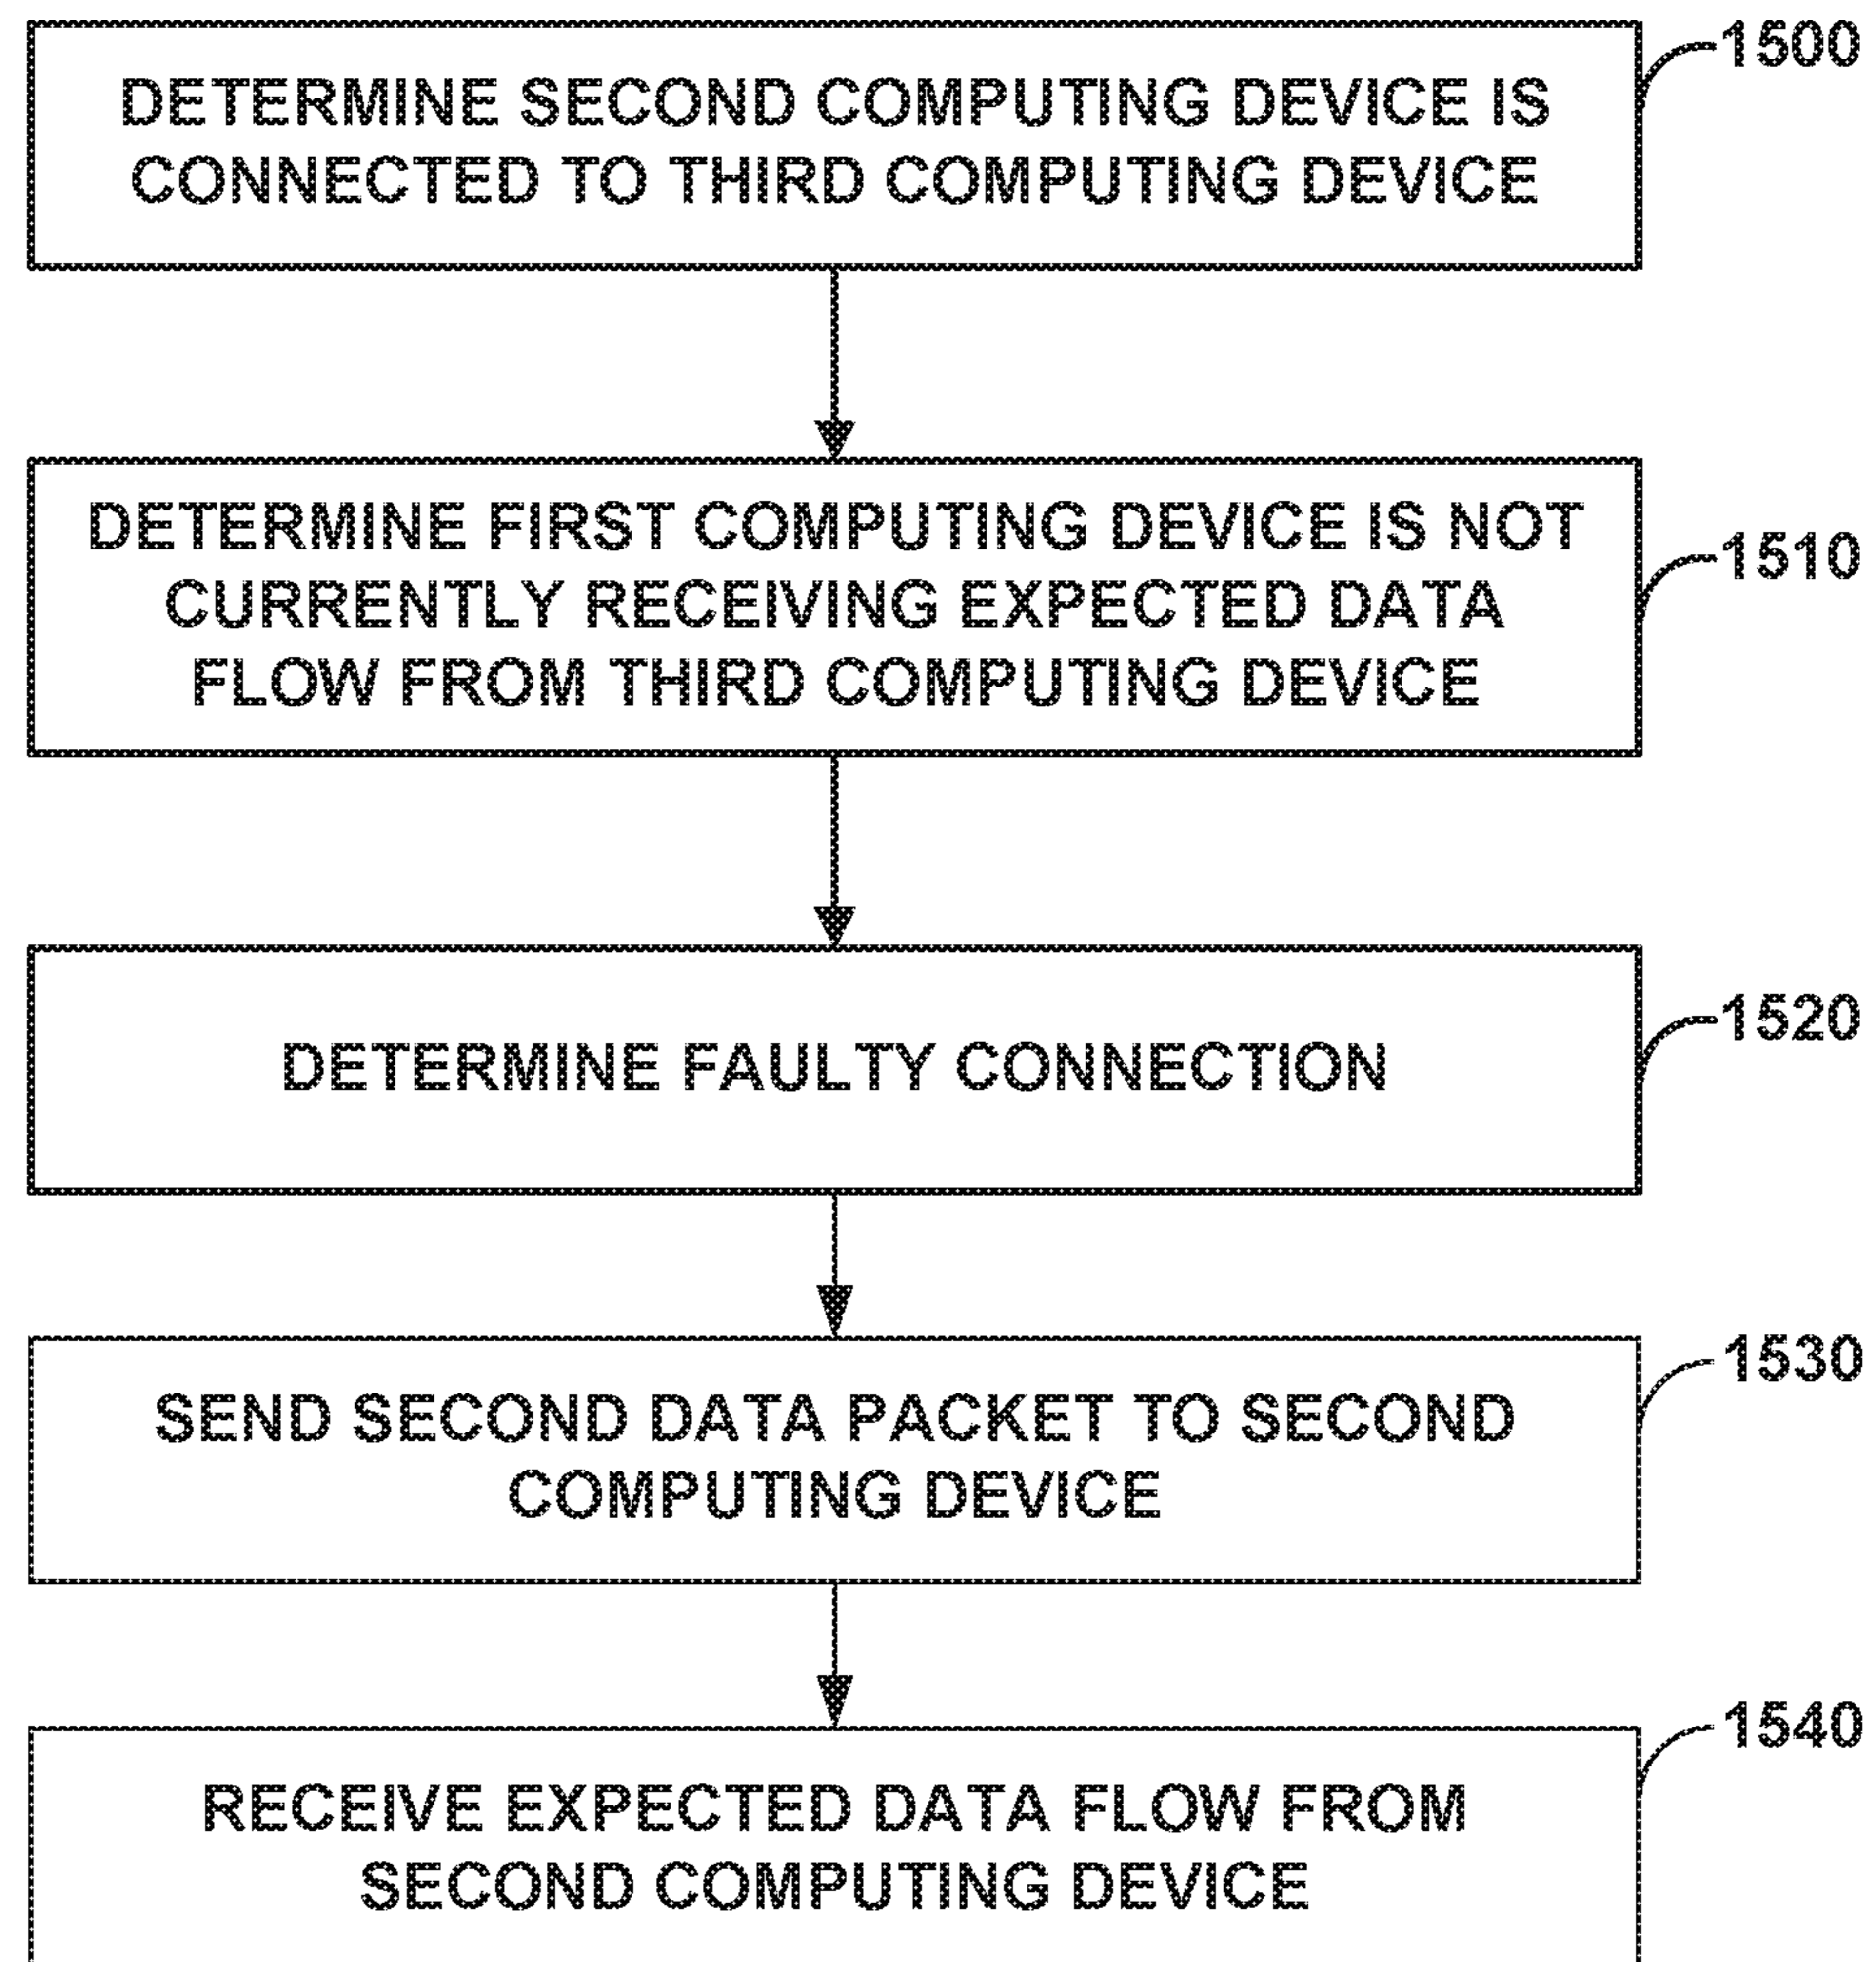 1500
DETERMINE SECOND COMPUTING DEVICE IS
CONNECTED TO THIRD COMPUTING DEVICE
DETERMINE FIRST COMPUTING DEVICE IS NOT
1510
CURRENTLY RECEIVING EXPECTED DATA
FLOW FROM THIRD COMPUTING DEVICE
1520
DETERMINE FAULTY CONNECTION
1530
SEND SECOND DATA PACKET TO SECOND
COMPUTING DEVICE
1540
RECEIVE EXPECTED DATA FLOW FROM
SECOND COMPUTING DEVICE